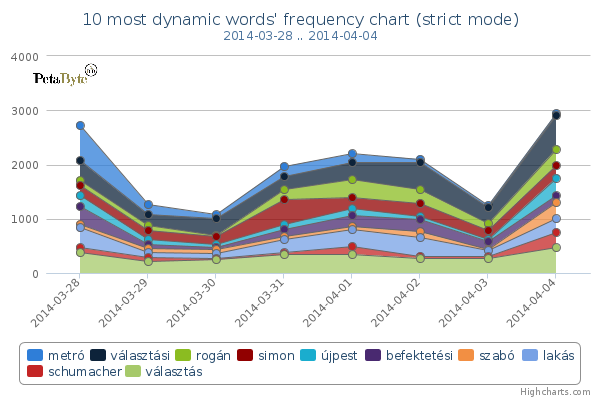 10 most dynamic words' frequency chart (strict mode)
2014-03-28 .. 2014-04-04
4000
PetaByte
3000
2000
1000
0
2014-03-28
2014-03-29
2014-03-30
2014-03-31
2014-04-01
2014-04-02
2014-04-03
2014-04-04
metró választási rogán simon újpest befektetési szabó lakás
schumacher választás
Highcharts.com